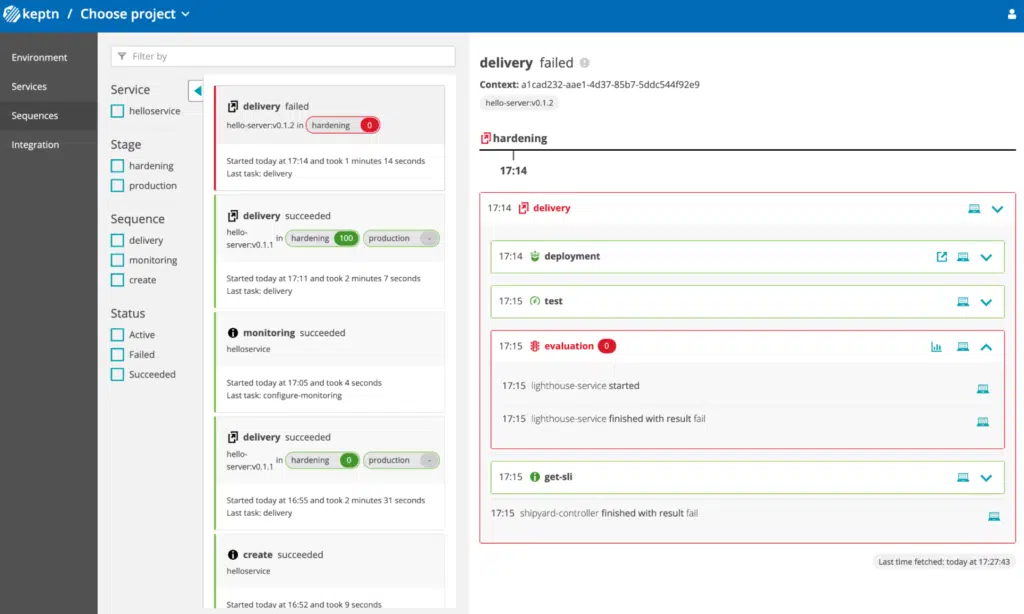 keptn / Choose project
Environment
Services
Sequences
Integration
Filter by
Service
helloservice
Stage
hardening
production
Sequence
delivery
monitoring
create
Status
Active
Failed
Succeeded
delivery failed
hello-server:v0.1.2 in hardening 0
Started today at 17:14 and took 1 minutes 14 seconds
Last task: delivery
delivery succeeded
hello-
server:v0.1.1 in hardening 100 production -
Started today at 17:11 and took 2 minutes 7 seconds
Last task: delivery
monitoring succeeded
helloservice
Started today at 17:05 and took 4 seconds
Last task: configure-monitoring
delivery succeeded
hello-
server:v0.1.1 in hardening 0 production -
Started today at 16:55 and took 2 minutes 31 seconds
Last task: delivery
create succeeded
helloservice
Started today at 16:52 and took 9 seconds
delivery failed
Context: a1cad232-aae1-4d37-85b7-5ddc544f92e9
hello-server:v0.1.2
hardening
17:14
17:14 delivery
17:14 deployment
17:15 test
17:15 evaluation 0
17:15 lighthouse-service started
17:15 lighthouse-service finished with result fail
17:15 get-sli
17:15 shipyard-controller finished with result fail
Last time fetched: today at 17:27:43